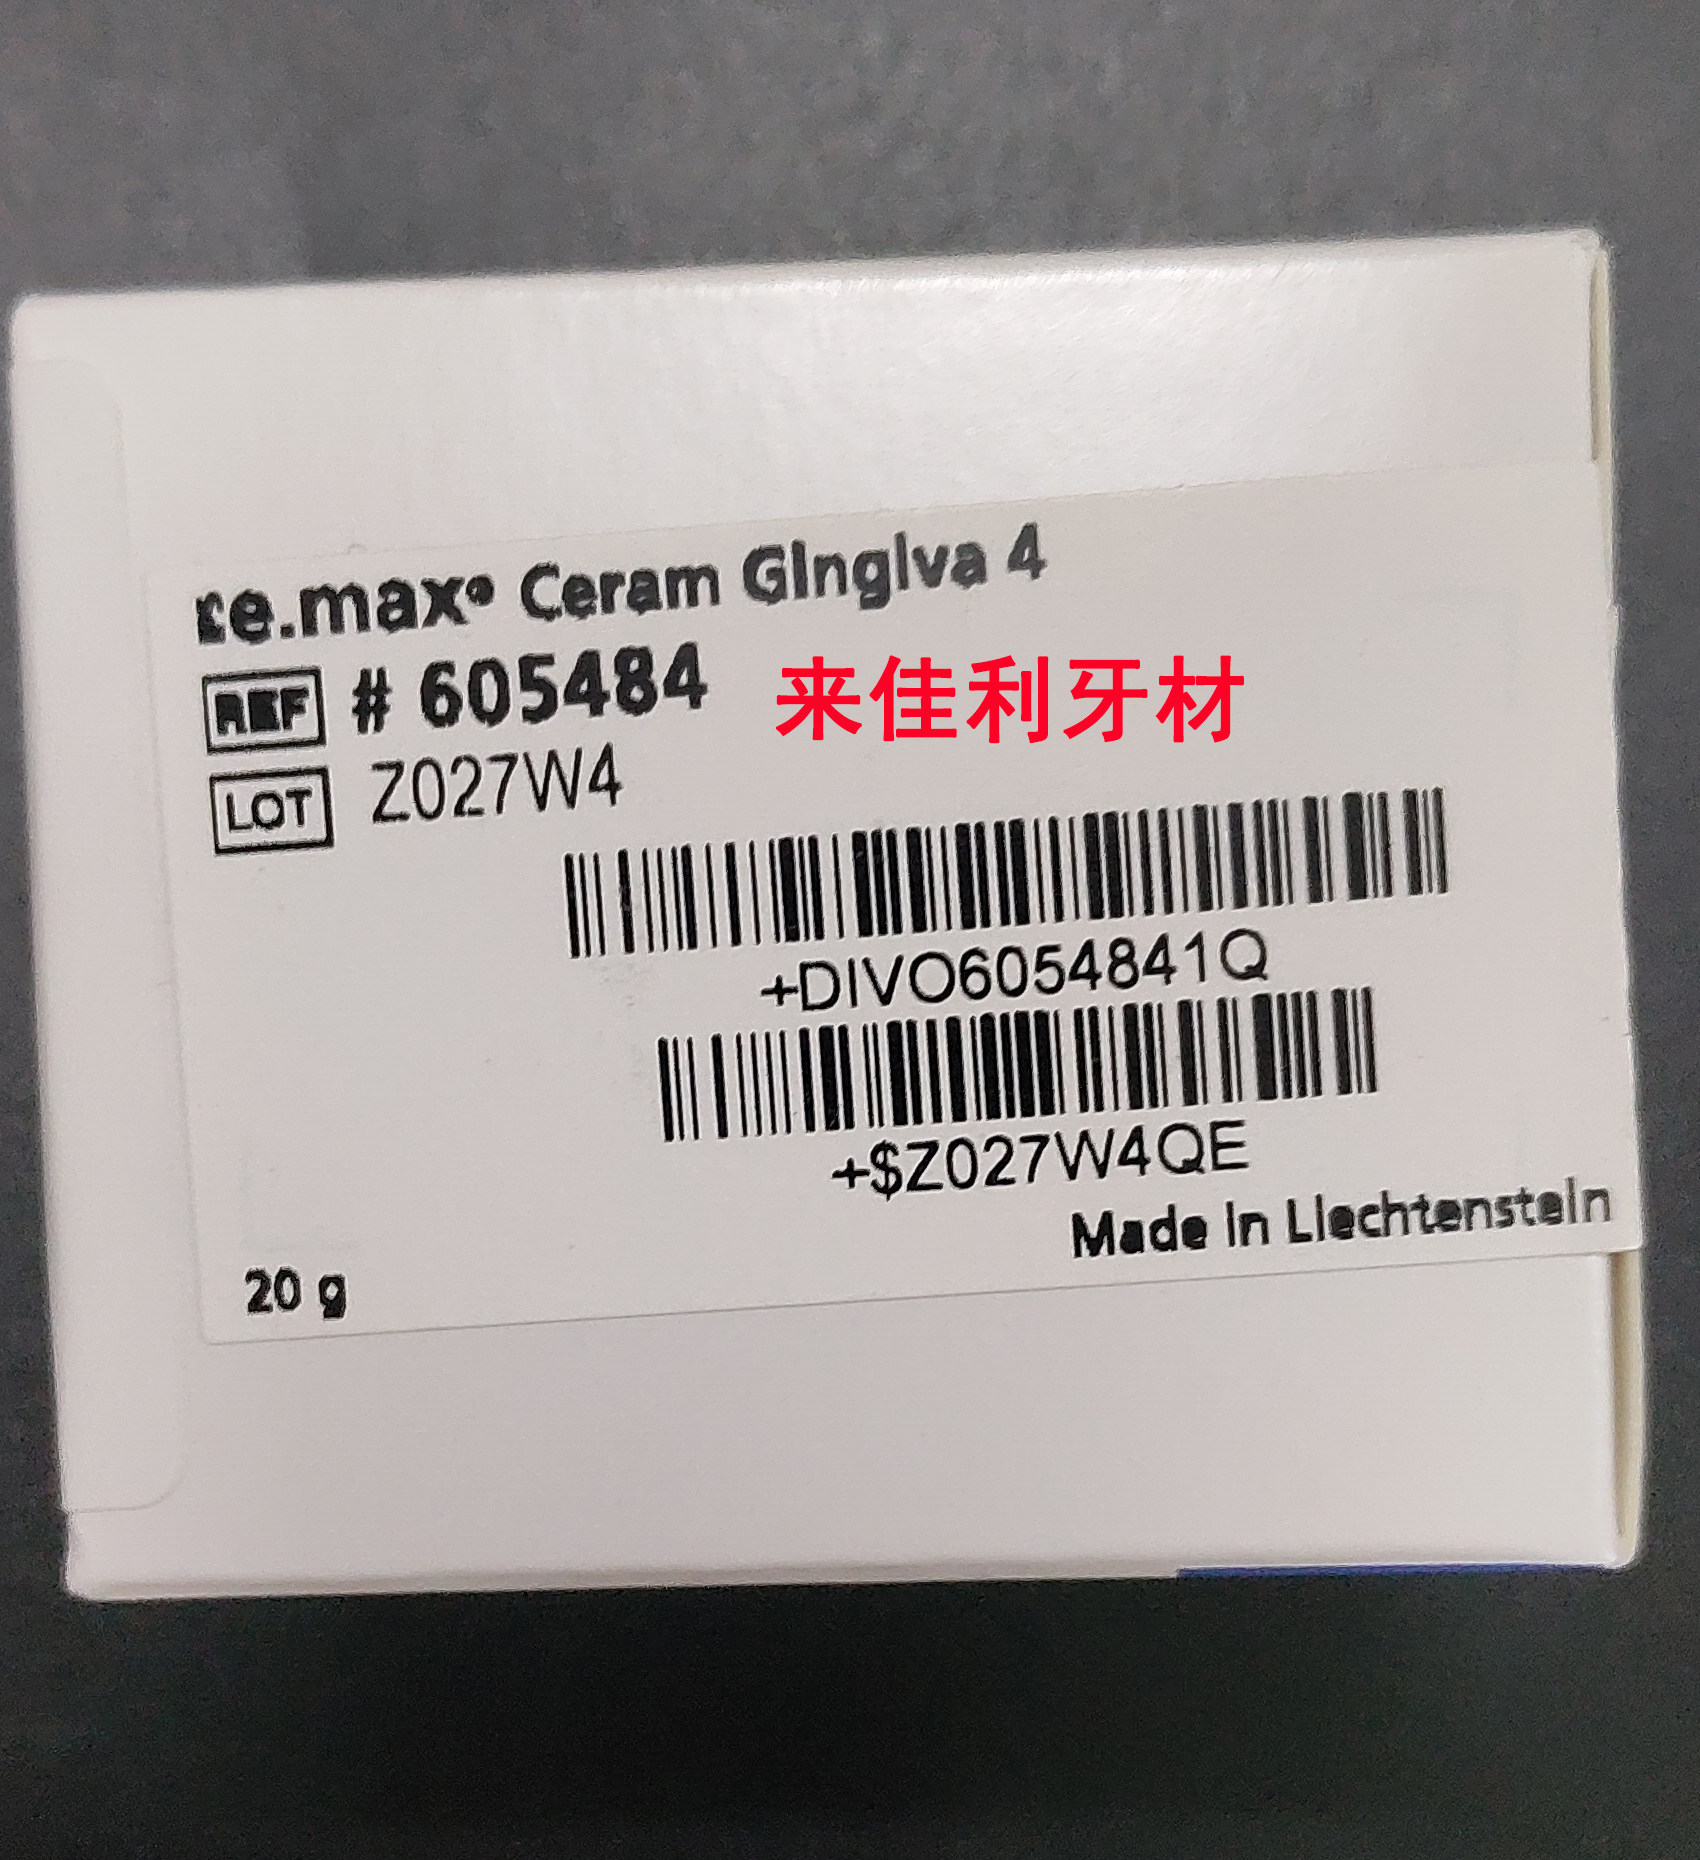 re.max® Ceram Gingiva 4
REF # 605484
来佳利牙材
LOT Z027W4
+DIVO6054841Q
+$Z027W4QE
Made in Liechtenstein
20 g